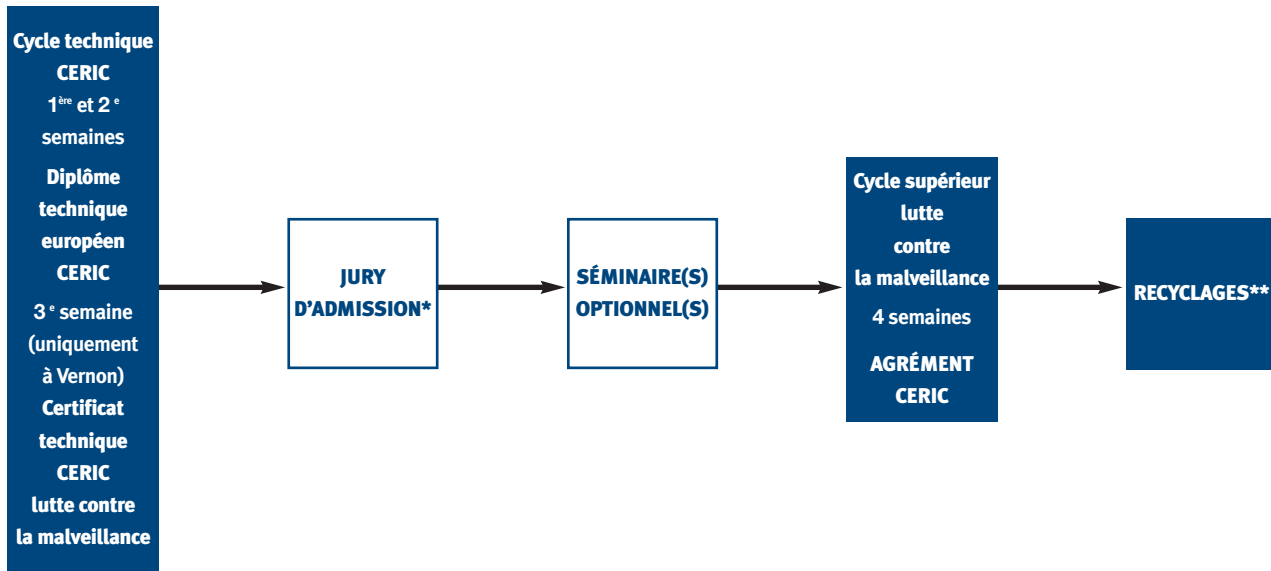 Cycle technique
CERIC
1ère et 2 e
semaines
Diplôme
technique
européen
CERIC
3 e semaine
(uniquement
à Vernon)
Certificat
technique
CERIC
lutte contre
la malveillance
JURY
D'ADMISSION*
SÉMINAIRE(S)
OPTIONNEL(S)
Cycle supérieur
lutte
contre
la malveillance
4 semaines
AGRÉMENT
CERIC
RECYCLAGES**